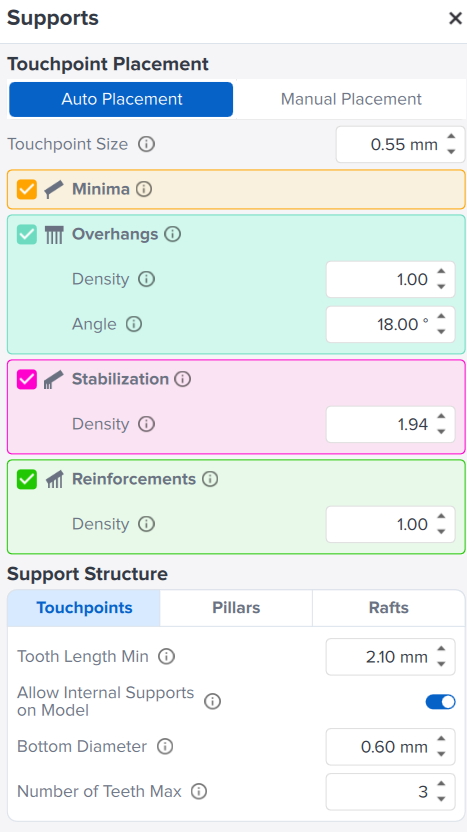 Supports
Touchpoint Placement
Auto Placement Manual Placement
Touchpoint Size 0.55 mm
Minima
Overhangs
Density 1.00
Angle 18.00 °
Stabilization
Density 1.94
Reinforcements
Density 1.00
Support Structure
Touchpoints Pillars Rafts
Tooth Length Min 2.10 mm
Allow Internal Supports
on Model
Bottom Diameter 0.60 mm
Number of Teeth Max 3